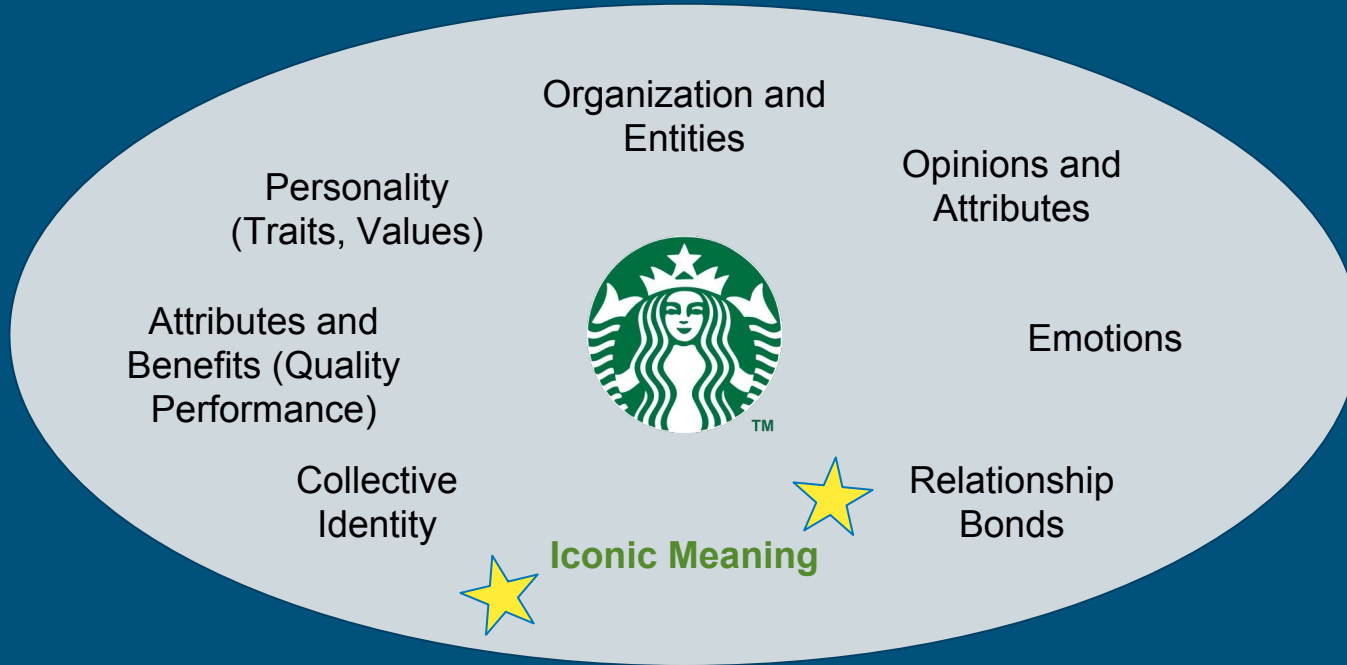 Organization and
Entities
Opinions and
Attributes
Personality
(Traits, Values)
Attributes and
Benefits (Quality
Performance)
Emotions
TM
Collective
Identity
Relationship
Bonds
Iconic Meaning